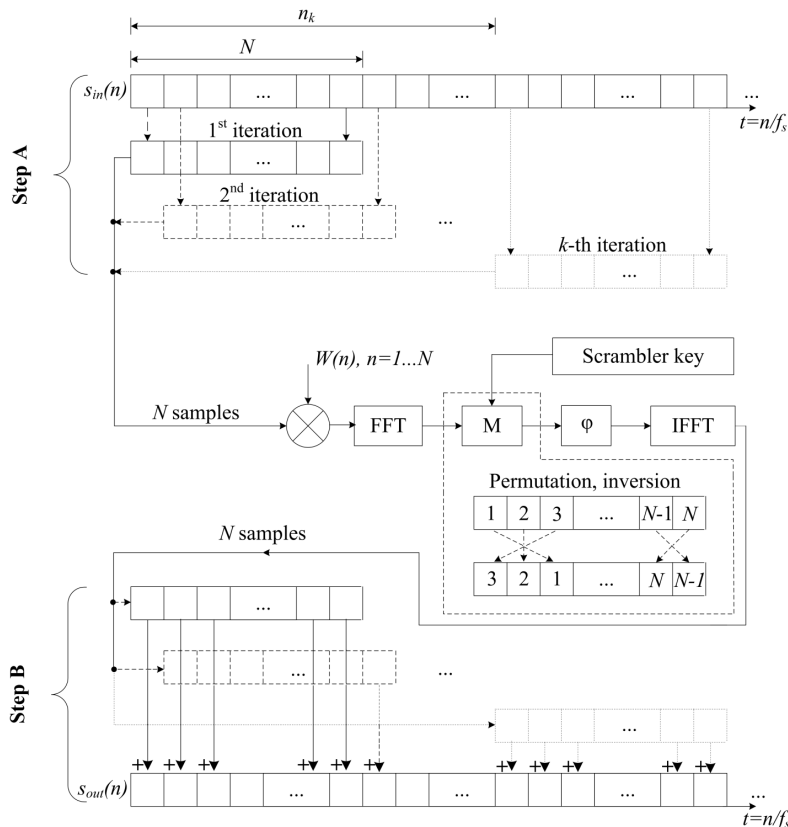 n_k
N
s_in(n) ... ... ... ...
t=n/f_s
1st iteration
...
2nd iteration
... ...
k-th iteration
...
Step A
W(n), n=1...N
Scrambler key
N samples
FFT M φ IFFT
Permutation, inversion
1 2 3 ... N-1 N
3 2 1 ... N N-1
N samples
...
... ...
...
Step B
+ + + + + + + + + + +
s_out(n) ... ... ... ...
t=n/f_s